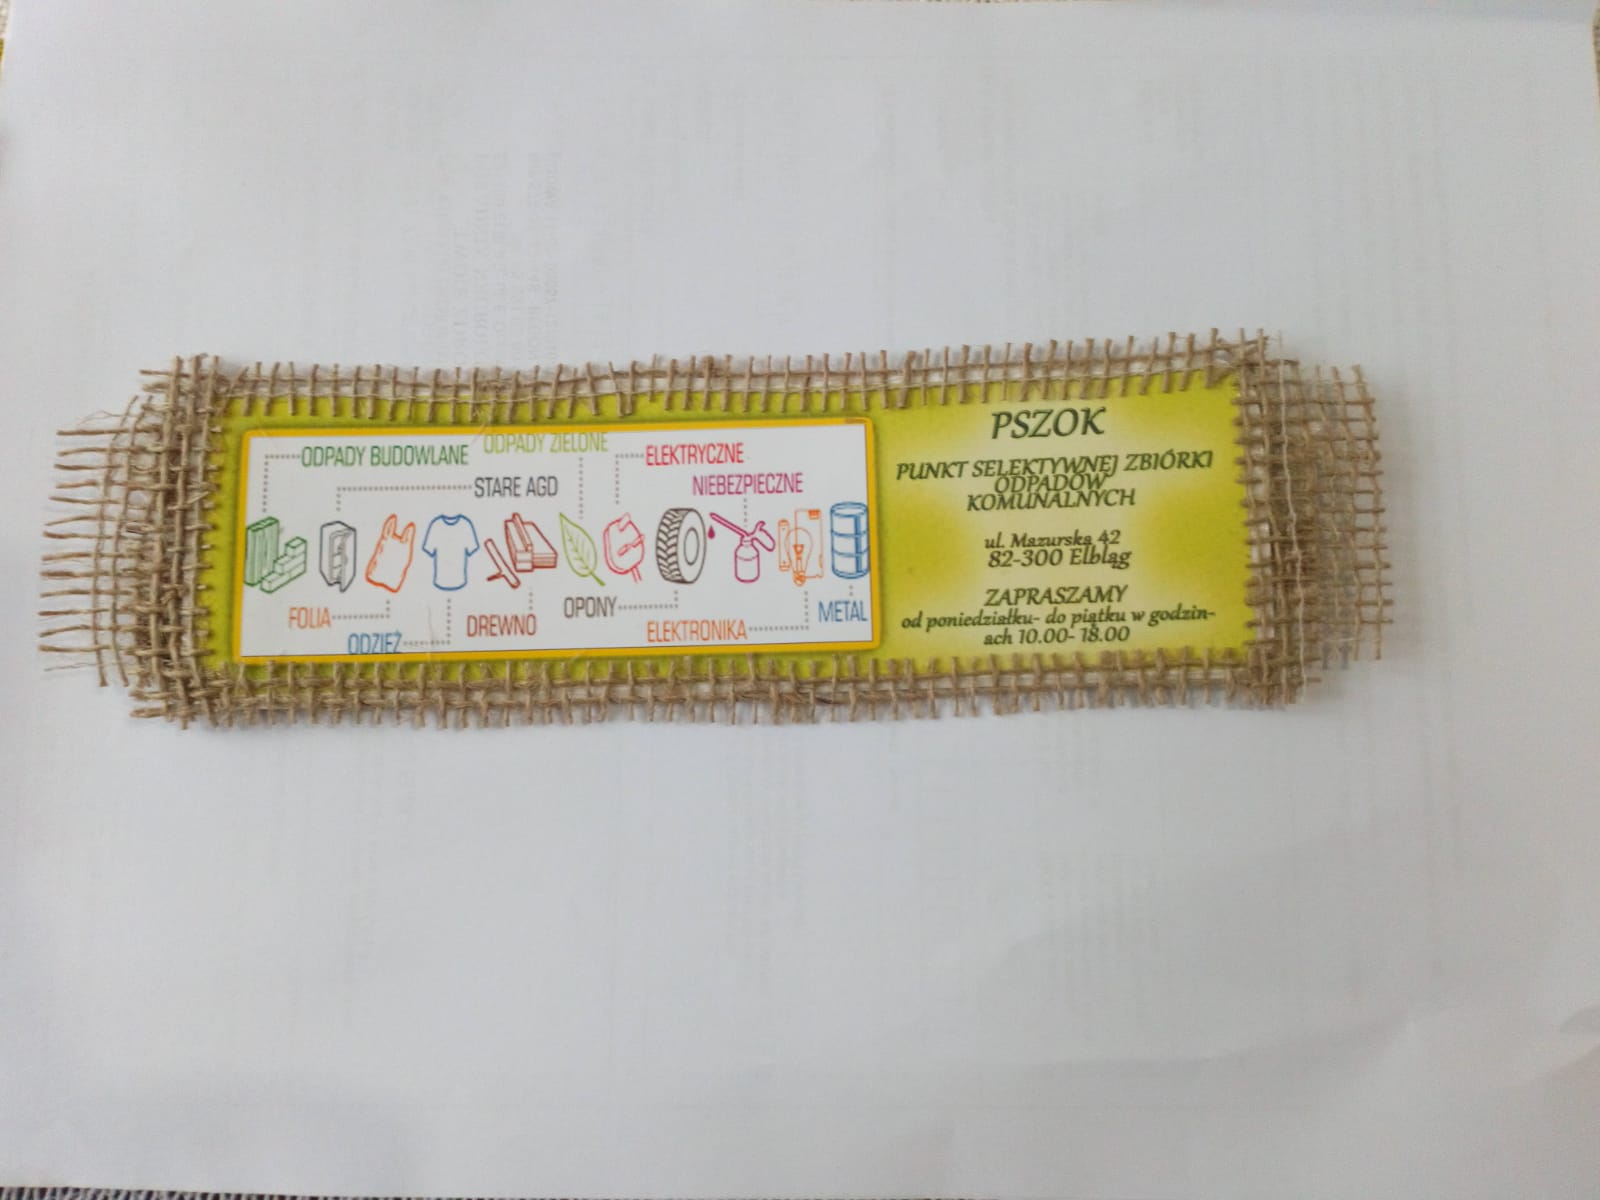 ODPADY BUDOWLANE
ODPADY ZIELONE
ELEKTRYCZNE
STARE AGD
NIEBEZPIECZNE
FOLIA
ODZIEŻ
DREWNO
OPONY
ELEKTRONIKA
METAL
PSZOK
PUNKT SELEKTYWNEJ ZBIÓRKI
ODPADÓW
KOMUNALNYCH
ul. Mazurska 42
82-300 Elbląg
ZAPRASZAMY
od poniedziałku- do piątku w godzin-
ach 10.00- 18.00